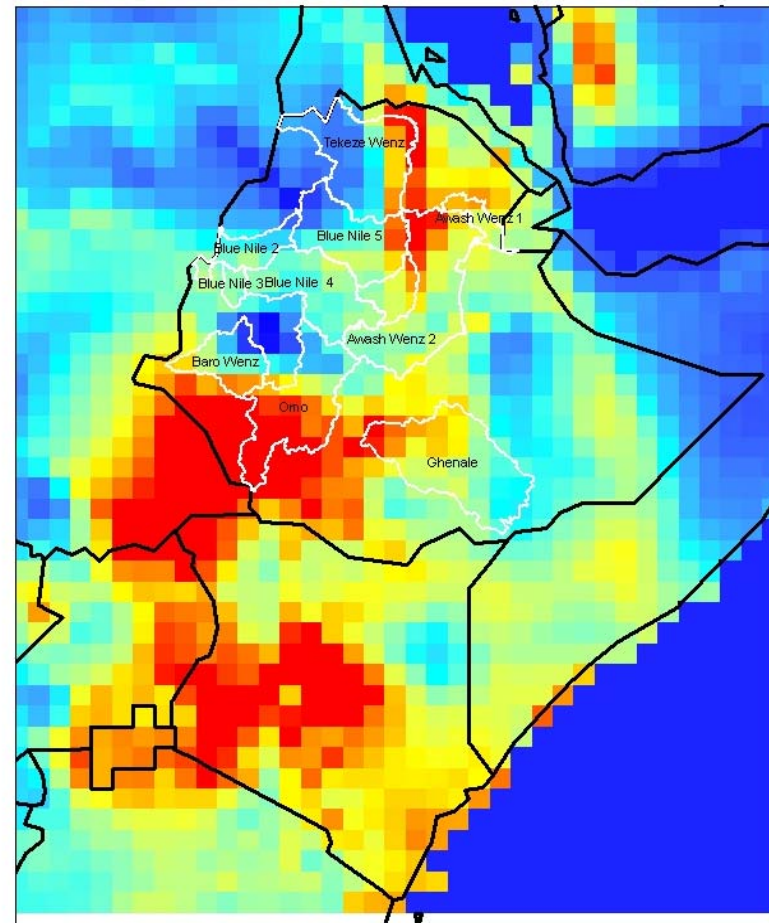 Tekeze Wenz
Awash Wenz 1
Blue Nile 5
Blue Nile 2
Blue Nile 3
Blue Nile 4
Awash Wenz 2
Baro Wenz
Omo
Ghenale